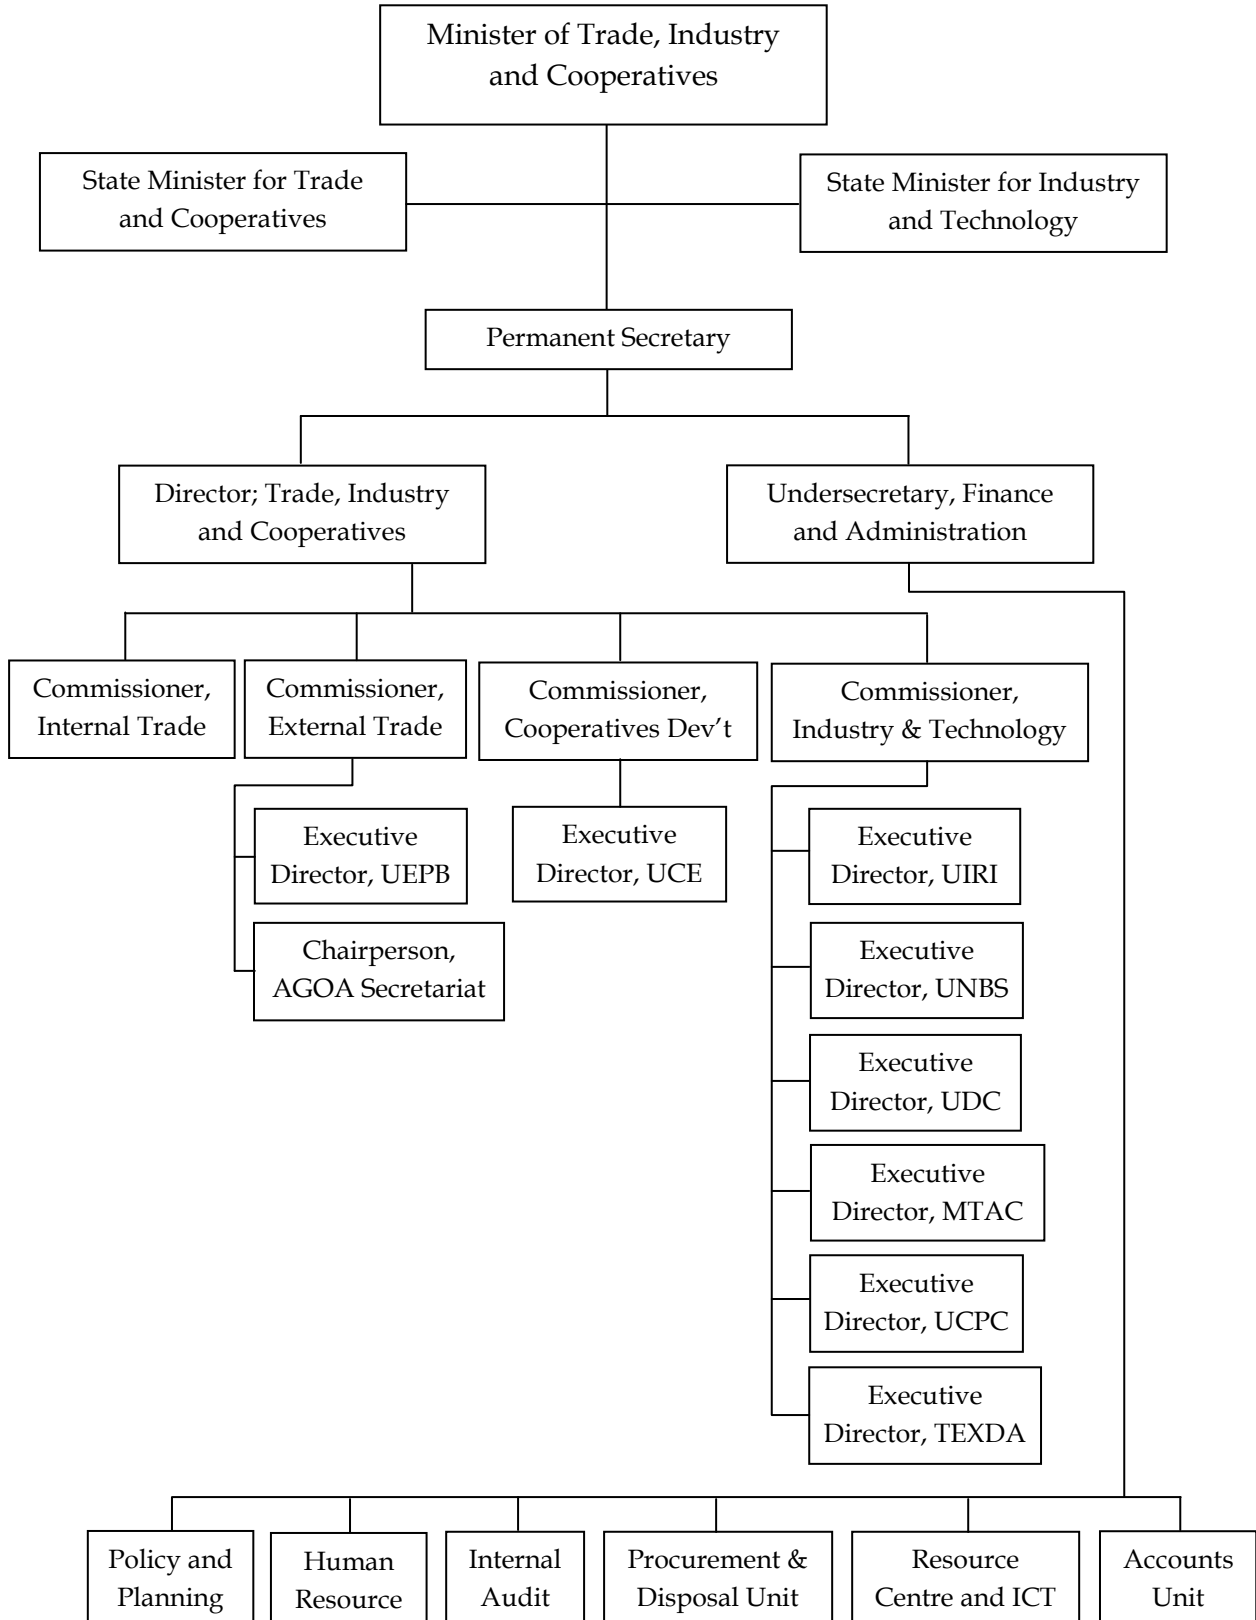 Minister of Trade, Industry
and Cooperatives
State Minister for Trade
and Cooperatives
State Minister for Industry
and Technology
Permanent Secretary
Director; Trade, Industry
and Cooperatives
Undersecretary, Finance
and Administration
Commissioner,
Internal Trade
Commissioner,
External Trade
Commissioner,
Cooperatives Dev’t
Commissioner,
Industry & Technology
Executive
Director, UEPB
Chairperson,
AGOA Secretariat
Executive
Director, UCE
Executive
Director, UIRI
Executive
Director, UNBS
Executive
Director, UDC
Executive
Director, MTAC
Executive
Director, UCPC
Executive
Director, TEXDA
Policy and
Planning
Human
Resource
Internal
Audit
Procurement &
Disposal Unit
Resource
Centre and ICT
Accounts
Unit